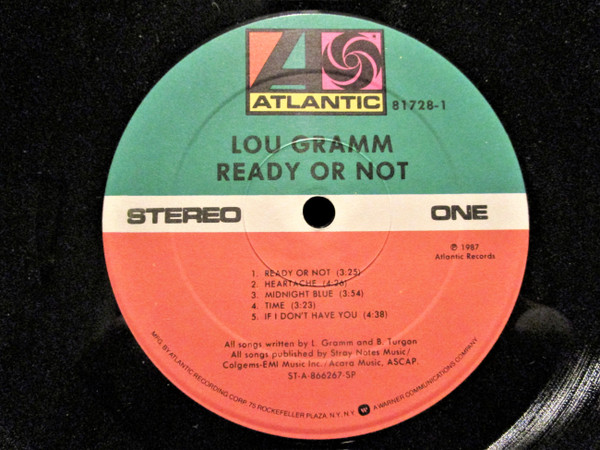 ATLANTIC
81728-1
LOU GRAMM
READY OR NOT
STEREO
ONE
℗ 1987
Atlantic Records
1. READY OR NOT (3:25)
2. HEARTACHE (4:26)
3. MIDNIGHT BLUE (3:54)
4. TIME (3:23)
5. IF I DON'T HAVE YOU (4:38)
All songs written by L. Gramm and B. Turgon
All songs published by Stray Notes Music/
Colgems-EMI Music Inc./Acara Music, ASCAP.
ST-A-866267-SP
MFG. BY ATLANTIC RECORDING CORP. 75 ROCKEFELLER PLAZA, N.Y., N.Y. A WARNER COMMUNICATIONS COMPANY